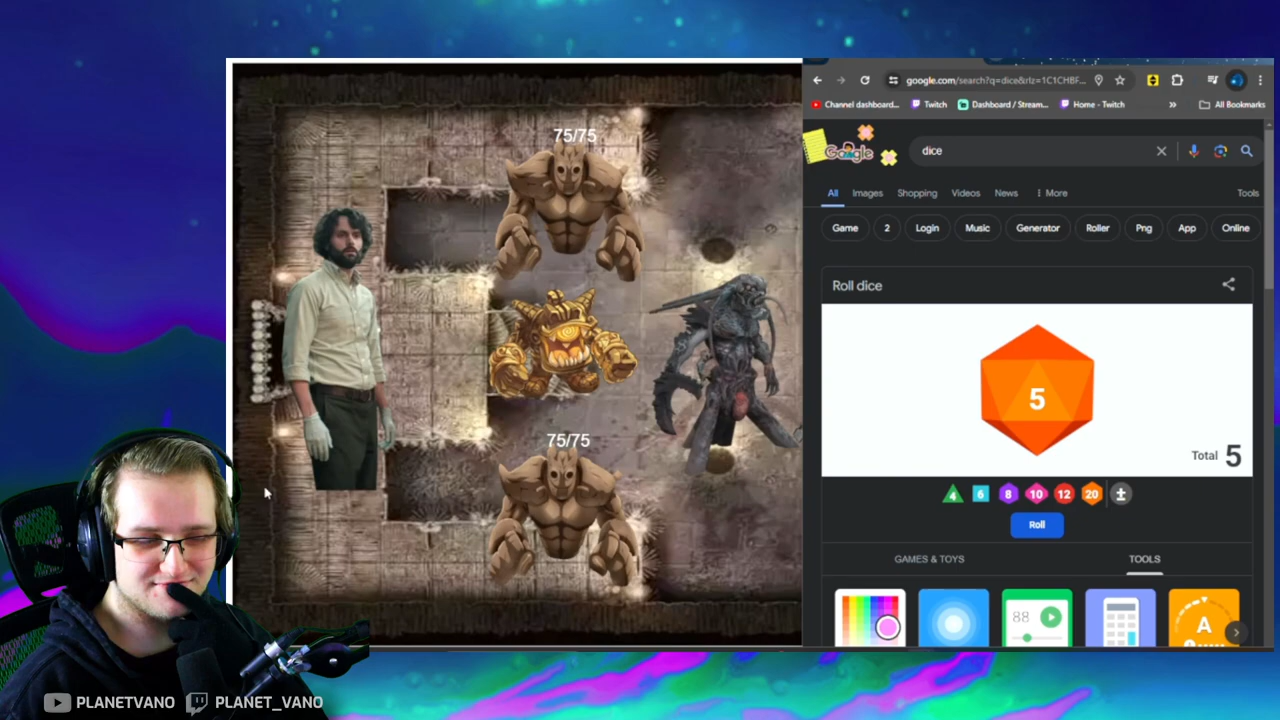 75/75
75/75
google.com/search?q=dice&rlz=1C1CHBF...
Channel dashboard...
Twitch
Dashboard / Stream...
Home - Twitch
»
All Bookmarks
Google
dice
All
Images
Shopping
Videos
News
More
Tools
Game
2
Login
Music
Generator
Roller
Png
App
Online
Roll dice
5
Total 5
4
6
8
10
12
20
±
Roll
GAMES & TOYS
TOOLS
88
A
PLANETVANO
PLANET_VANO